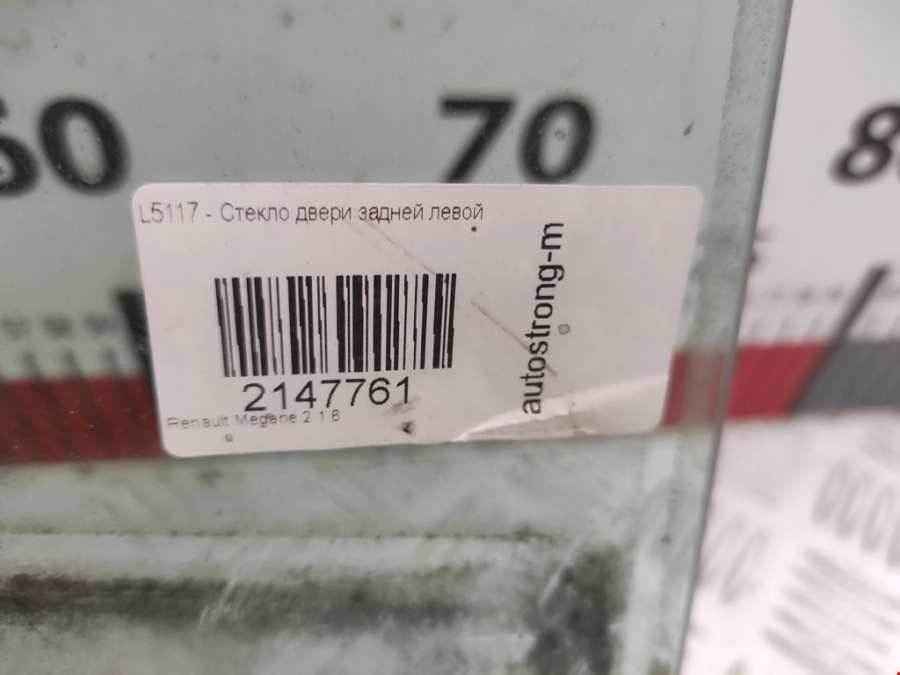 60 70 8
L5117 - Стекло двери задней левой
autostrong-m
2147761
Renault Megane 2 1.6